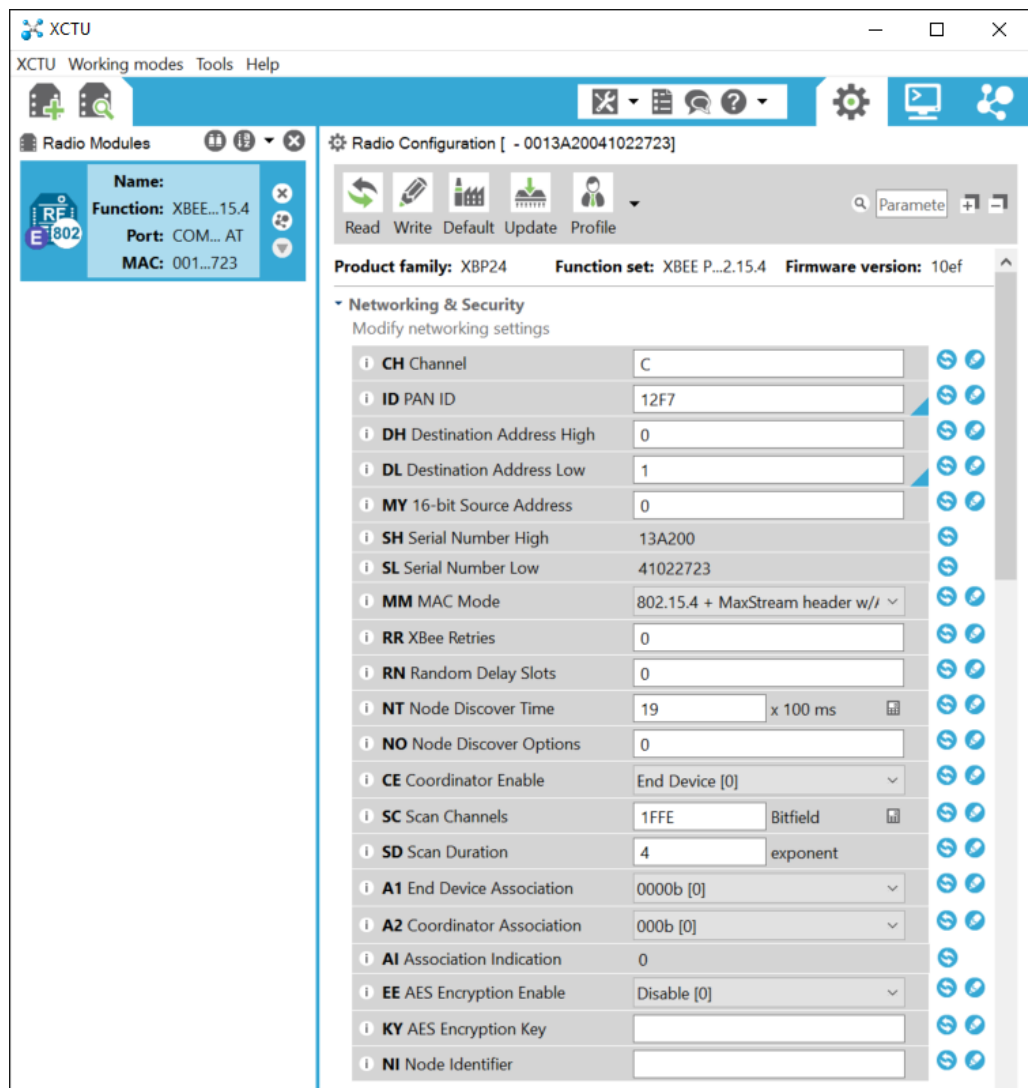 XCTU
XCTU Working modes Tools Help
Radio Modules
Radio Configuration [ - 0013A20041022723]
Name:
Function: XBEE...15.4
Port: COM... AT
MAC: 001...723
RF
E 802
Read Write Default Update Profile
Paramete
Product family: XBP24 Function set: XBEE P...2.15.4 Firmware version: 10ef
Networking & Security
Modify networking settings
i CH Channel C
i ID PAN ID 12F7
i DH Destination Address High 0
i DL Destination Address Low 1
i MY 16-bit Source Address 0
i SH Serial Number High 13A200
i SL Serial Number Low 41022723
i MM MAC Mode 802.15.4 + MaxStream header w/
i RR XBee Retries 0
i RN Random Delay Slots 0
i NT Node Discover Time 19 x 100 ms
i NO Node Discover Options 0
i CE Coordinator Enable End Device [0]
i SC Scan Channels 1FFE Bitfield
i SD Scan Duration 4 exponent
i A1 End Device Association 0000b [0]
i A2 Coordinator Association 000b [0]
i AI Association Indication 0
i EE AES Encryption Enable Disable [0]
i KY AES Encryption Key
i NI Node Identifier